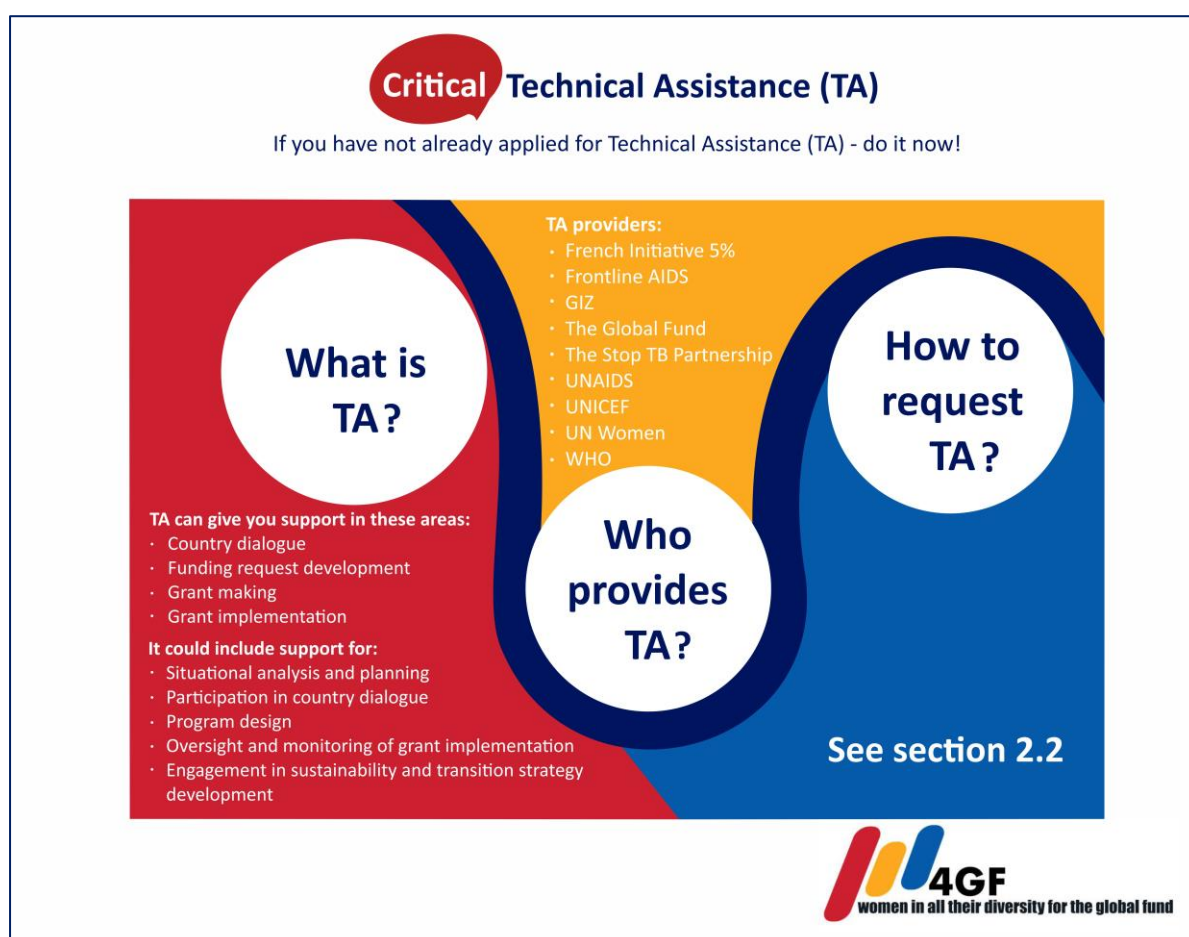 Critical Technical Assistance (TA)
If you have not already applied for Technical Assistance (TA) - do it now!
What is
TA?
TA can give you support in these areas:
· Country dialogue
· Funding request development
· Grant making
· Grant implementation
It could include support for:
· Situational analysis and planning
· Participation in country dialogue
· Program design
· Oversight and monitoring of grant implementation
· Engagement in sustainability and transition strategy
development
TA providers:
· French Initiative 5%
· Frontline AIDS
· GIZ
· The Global Fund
· The Stop TB Partnership
· UNAIDS
· UNICEF
· UN Women
· WHO
Who
provides
TA?
How to
request
TA?
See section 2.2
4GF
women in all their diversity for the global fund